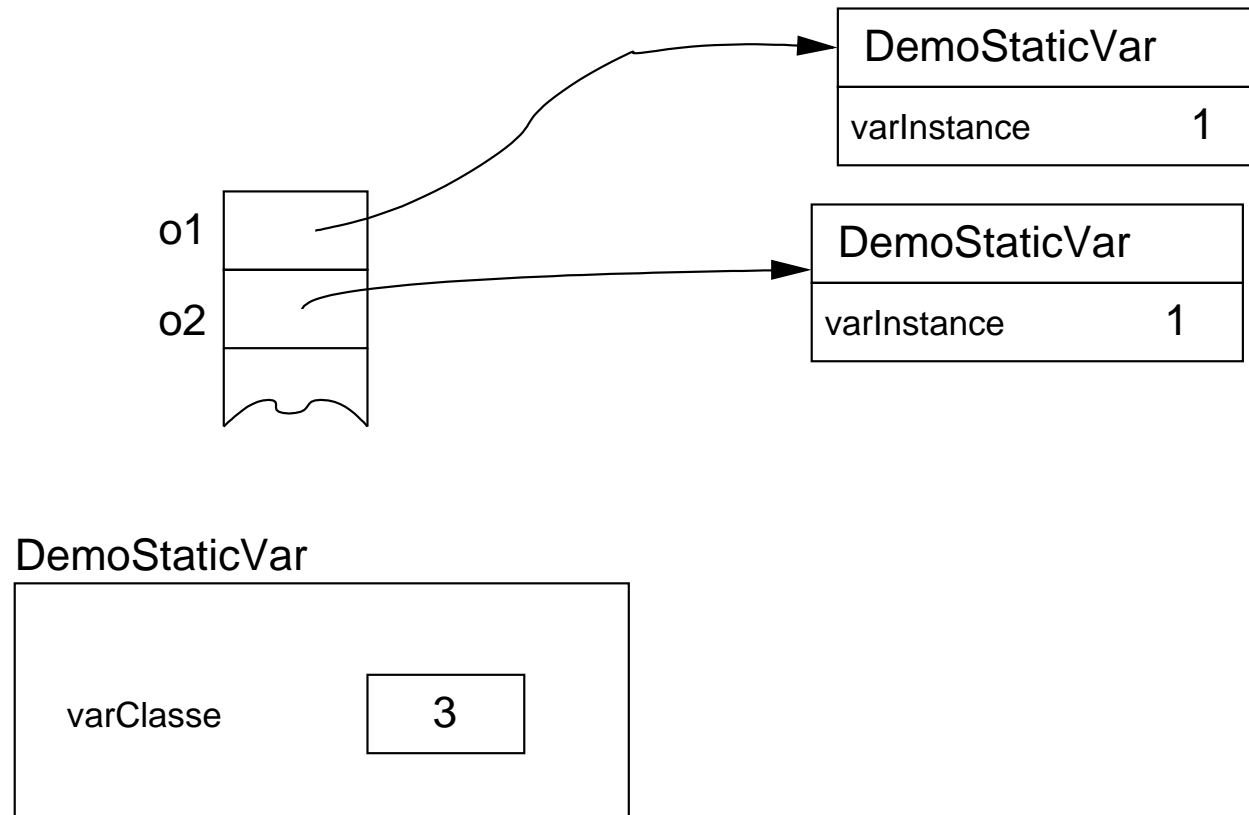 DemoStaticVar
varInstance 1
o1
DemoStaticVar
o2
varInstance 1
DemoStaticVar
varClasse 3